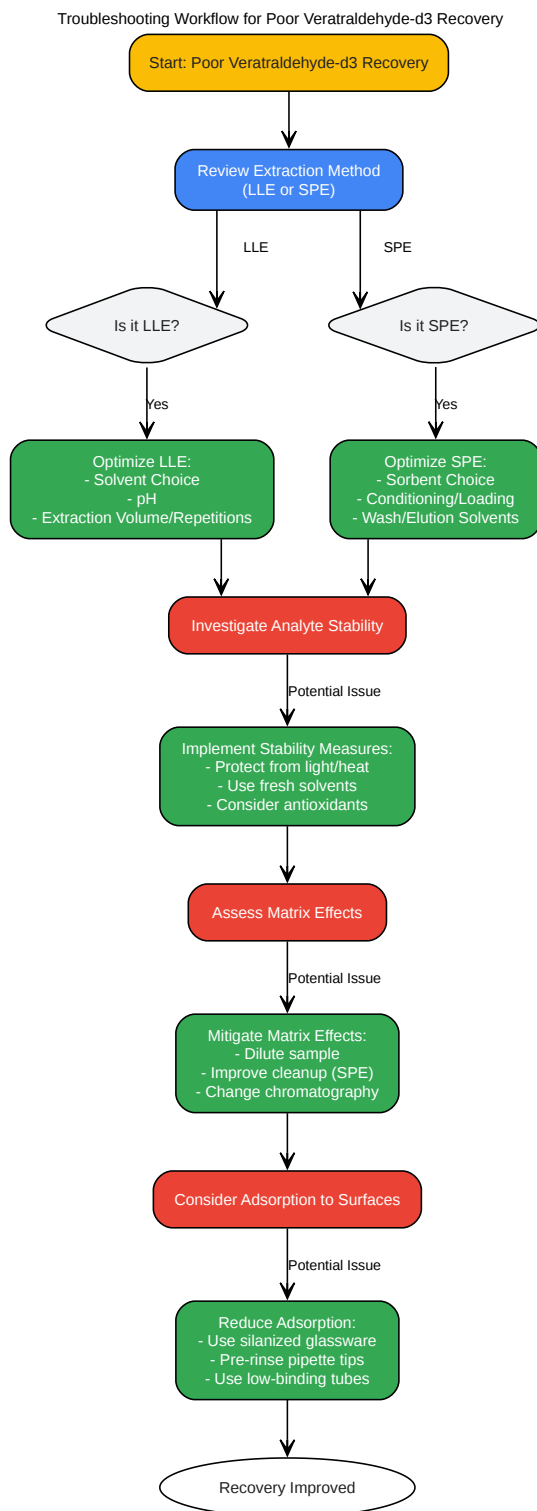 Troubleshooting Workflow for Poor Veratraldehyde-d3 Recovery
Start: Poor Veratraldehyde-d3 Recovery
Review Extraction Method
(LLE or SPE)
LLE
SPE
Is it LLE?
Is it SPE?
Yes
Yes
Optimize LLE:
- Solvent Choice
- pH
- Extraction Volume/Repetitions
Optimize SPE:
- Sorbent Choice
- Conditioning/Loading
- Wash/Elution Solvents
Investigate Analyte Stability
Potential Issue
Implement Stability Measures:
- Protect from light/heat
- Use fresh solvents
- Consider antioxidants
Assess Matrix Effects
Potential Issue
Mitigate Matrix Effects:
- Dilute sample
- Improve cleanup (SPE)
- Change chromatography
Consider Adsorption to Surfaces
Potential Issue
Reduce Adsorption:
- Use silanized glassware
- Pre-rinse pipette tips
- Use low-binding tubes
Recovery Improved